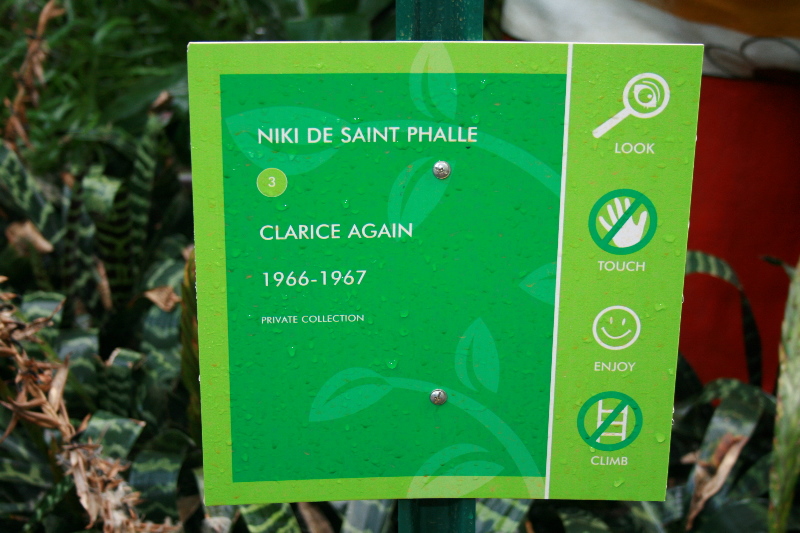 NIKI DE SAINT PHALLE
3
CLARICE AGAIN
1966-1967
PRIVATE COLLECTION
LOOK
TOUCH
ENJOY
CLIMB